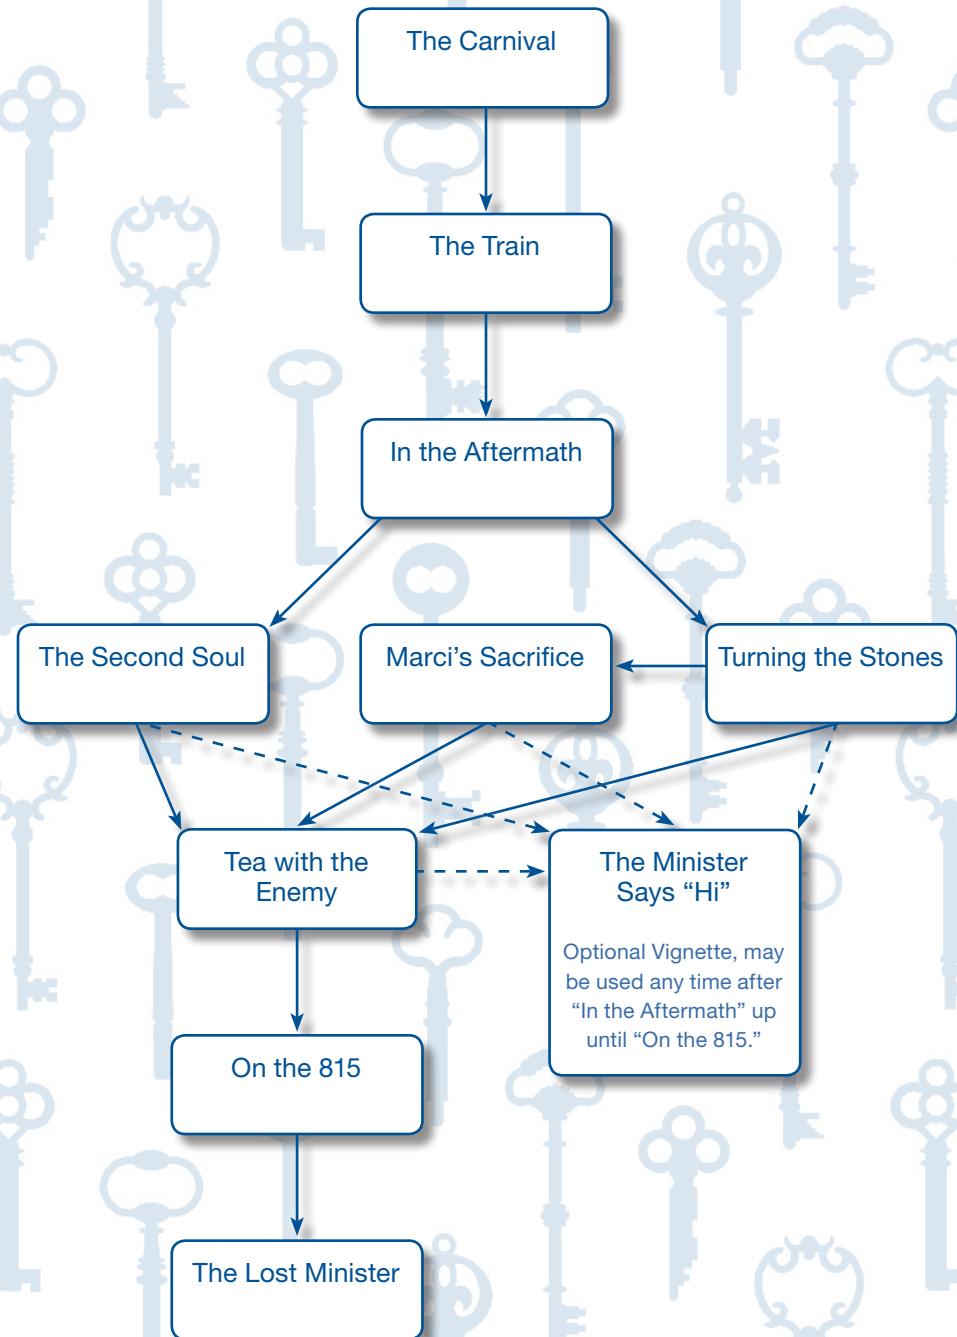 The Carnival
The Train
In the Aftermath
The Second Soul
Marci’s Sacrifice
Turning the Stones
Tea with the
Enemy
The Minister
Says “Hi”
Optional Vignette, may
be used any time after
“In the Aftermath” up
until “On the 815.”
On the 815
The Lost Minister